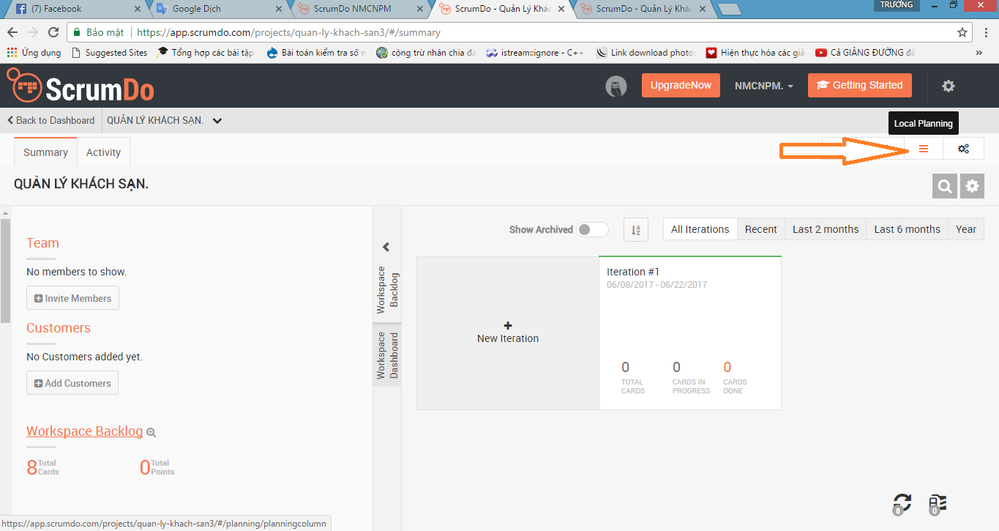 (7) Facebook
Google Dịch
ScrumDo NMCNPM
ScrumDo - Quản Lý Khác
ScrumDo - Quản Lý Khác
TRƯỜNG
Bảo mật
https://app.scrumdo.com/projects/quan-ly-khach-san3/#/summary
Ứng dụng
Suggested Sites
Tổng hợp các bài tập
Bài toán kiểm tra số n
cộng trừ nhân chia đa
istream::ignore - C++
Link download photos
Hiện thực hóa các giả
Cả GIẢNG ĐƯỜNG đã
»
ScrumDo
UpgradeNow
NMCNPM.
Getting Started
Back to Dashboard
QUẢN LÝ KHÁCH SẠN.
Local Planning
Summary
Activity
QUẢN LÝ KHÁCH SẠN.
Team
No members to show.
Invite Members
Customers
No Customers added yet.
Add Customers
Workspace Backlog
8 Total Cards
0 Total Points
Workspace Backlog
Workspace Dashboard
Show Archived
A Z
All Iterations
Recent
Last 2 months
Last 6 months
Year
New Iteration
Iteration #1
06/08/2017 - 06/22/2017
0
0
0
TOTAL CARDS
CARDS IN PROGRESS
CARDS DONE
8
0
https://app.scrumdo.com/projects/quan-ly-khach-san3/#/planning/planningcolumn